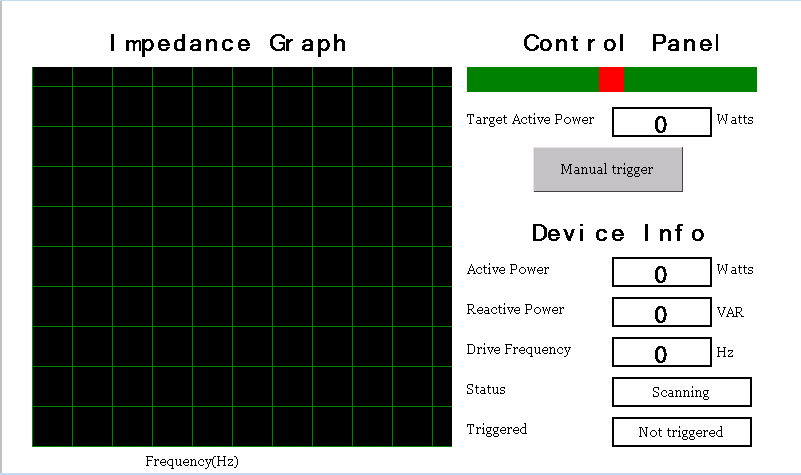 Impedance Graph
Control Panel
Target Active Power 0 Watts
Manual trigger
Device Info
Active Power 0 Watts
Reactive Power 0 VAR
Drive Frequency 0 Hz
Status Scanning
Triggered Not triggered
Frequency(Hz)